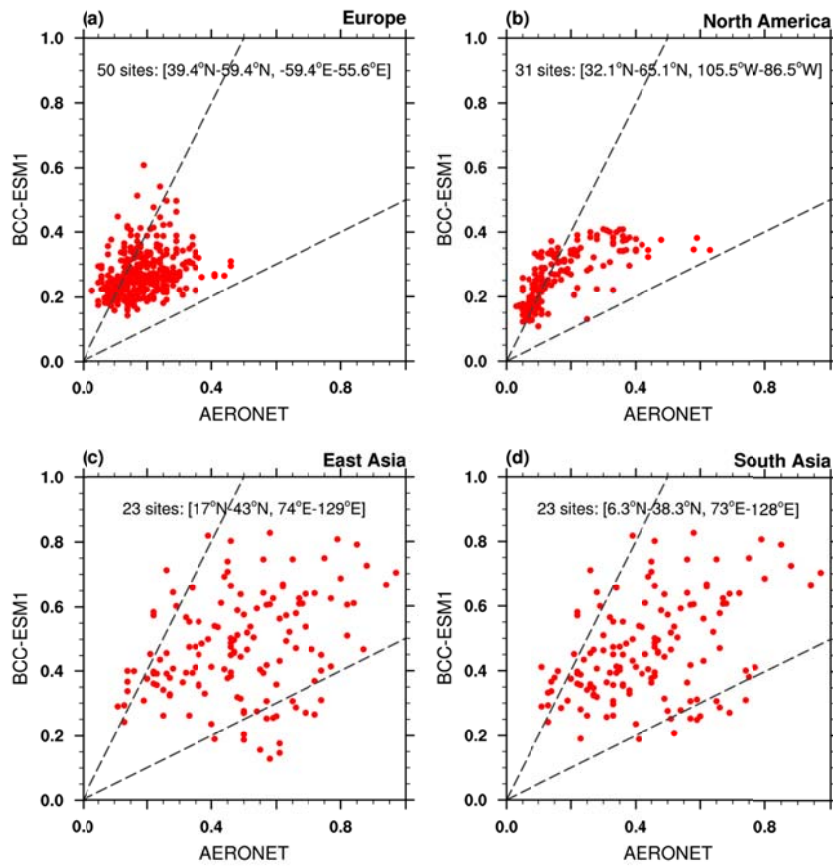 (a) Europe
1.0
50 sites: [39.4°N-59.4°N, -59.4°E-55.6°E]
0.8
0.6
0.4
0.2
0.0
BCC-ESM1
0.0 0.4 0.8
AERONET
(b) North America
1.0
31 sites: [32.1°N-65.1°N, 105.5°W-86.5°W]
0.8
0.6
0.4
0.2
0.0
BCC-ESM1
0.0 0.4 0.8
AERONET
(c) East Asia
1.0
23 sites: [17°N-43°N, 74°E-129°E]
0.8
0.6
0.4
0.2
0.0
BCC-ESM1
0.0 0.4 0.8
AERONET
(d) South Asia
1.0
23 sites: [6.3°N-38.3°N, 73°E-128°E]
0.8
0.6
0.4
0.2
0.0
BCC-ESM1
0.0 0.4 0.8
AERONET